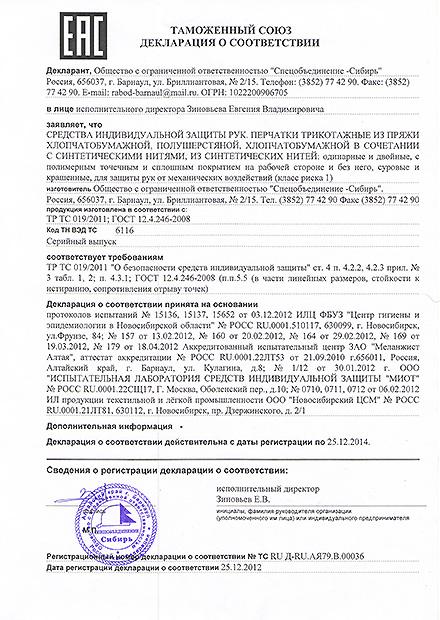 ЕАС
ТАМОЖЕННЫЙ СОЮЗ
ДЕКЛАРАЦИЯ О СООТВЕТСТВИИ
Декларант, Общество с ограниченной ответственностью "Спецобъединение -Сибирь"
Россия, 656037, г. Барнаул, ул. Бриллиантовая, № 2/15. Тел: (3852) 77 42 90. Факс: (3852)
77 42 90. E-mail: rabod-barnaul@mail.ru. ОГРН: 1022200906705
в лице исполнительного директора Зиновьева Евгения Владимировича
заявляет, что
СРЕДСТВА ИНДИВИДУАЛЬНОЙ ЗАЩИТЫ РУК. ПЕРЧАТКИ ТРИКОТАЖНЫЕ ИЗ ПРЯЖИ
ХЛОПЧАТОБУМАЖНОЙ, ПОЛУШЕРСТЯНОЙ, ХЛОПЧАТОБУМАЖНОЙ В СОЧЕТАНИИ
С СИНТЕТИЧЕСКИМИ НИТЯМИ, ИЗ СИНТЕТИЧЕСКИХ НИТЕЙ: одинарные и двойные, с
полимерным точечным и сплошным покрытием на рабочей стороне и без него, суровые и
крашенные, для защиты рук от механических воздействий (класс риска 1)
изготовитель Общество с ограниченной ответственностью "Спецобъединение -Сибирь".
Россия, 656037, г. Барнаул, ул. Бриллиантовая, № 2/15. Тел: (3852) 77 42 90 Факс (3852) 77 42 90
продукция изготовлена в соответствии с:
ТР ТС 019/2011; ГОСТ 12.4.246-2008
Код ТН ВЭД ТС 6116
Серийный выпуск
соответствует требованиям
ТР ТС 019/2011 "О безопасности средств индивидуальной защиты" ст. 4 п. 4.2.2, 4.2.3 прил. №
3 табл. 1, 2; п. 4.3.1; ГОСТ 12.4.246-2008 (п.п.5.5 (в части линейных размеров, стойкости к
истиранию, сопротивления отрыву точек)
Декларация о соответствии принята на основании
протоколов испытаний № 15136, 15137, 15652 от 03.12.2012 ИЛЦ ФБУЗ "Центр гигиены и
эпидемиологии в Новосибирской области" № РОСС RU.0001.510117, 630099, г. Новосибирск,
ул.Фрунзе, 84; № 157 от 13.02.2012, № 160 от 20.02.2012, № 164 от 29.02.2012, № 169 от
19.03.2012, № 179 от 18.04.2012 Аккредитованный испытательный центр ЗАО "Меланжист
Алтая", аттестат аккредитации № РОСС RU.0001.22ЛТ53 от 21.09.2010 г.656011, Россия,
Алтайский край, г. Барнаул, ул. Кулагина, д.8; № 1/12 от 30.01.2012 г. ООО
"ИСПЫТАТЕЛЬНАЯ ЛАБОРАТОРИЯ СРЕДСТВ ИНДИВИДУАЛЬНОЙ ЗАЩИТЫ "МИОТ" №
РОСС RU.0001.22СПЦ17, Г. Москва, Оболенский пер., д.10; № 0710, 0711, 0712 от 06.02.2012
ИЛ продукции текстильной и лёгкой промышленности ООО "Новосибирский ЦСМ" № РОСС
RU.0001.21ЛТ81, 630112, г. Новосибирск, пр. Дзержинского, д. 2/1
Дополнительная информация -
Декларация о соответствии действительна с даты регистрации по 25.12.2014.
Сведения о регистрации декларации о соответствии:
исполнительный директор
Зиновьев Е.В.
М.П.
инициалы, фамилия руководителя организации
(уполномоченного им лица) или индивидуального предпринимателя
Сибирь
Регистрационный номер декларации о соответствии № ТС RU Д-RU.АЯ79.В.00036
Дата регистрации декларации о соответствии 25.12.2012